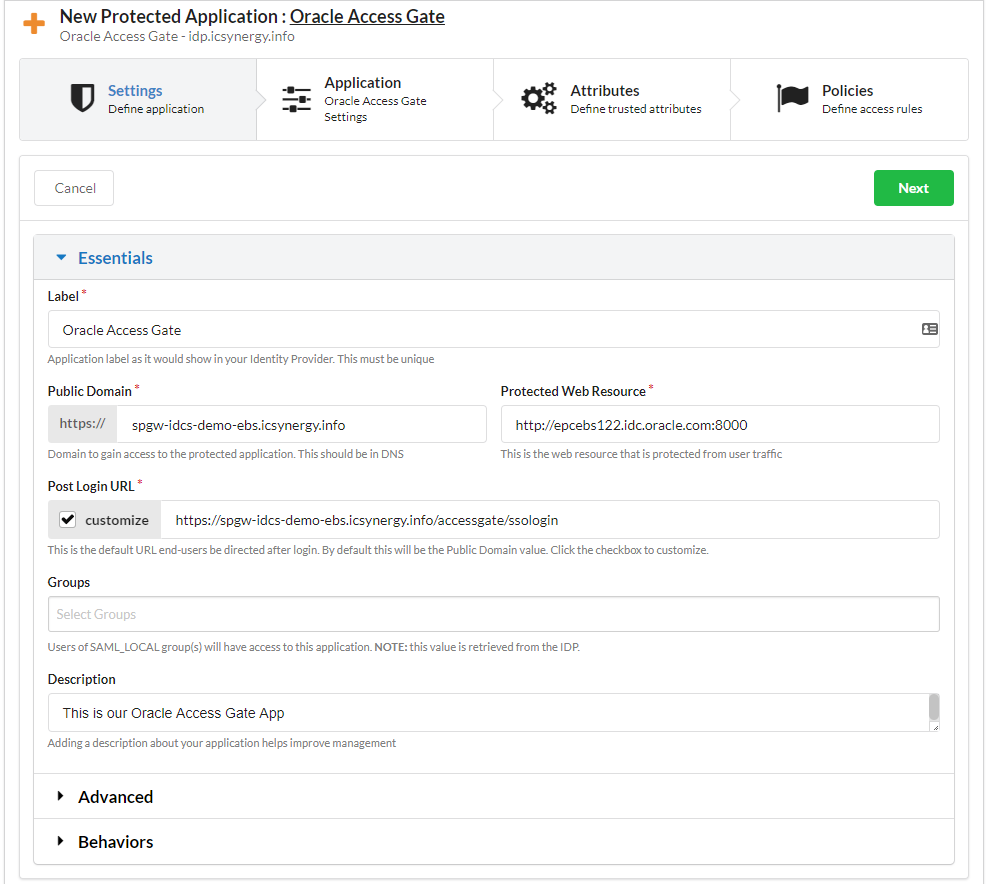 New Protected Application : Oracle Access Gate
Oracle Access Gate - idp.icsynergy.info
Settings
Define application
Application
Oracle Access Gate
Settings
Attributes
Define trusted attributes
Policies
Define access rules
Cancel
Next
Essentials
Label *
Oracle Access Gate
Application label as it would show in your Identity Provider. This must be unique
Public Domain *
https:// spgw-idcs-demo-ebs.icsynergy.info
Domain to gain access to the protected application. This should be in DNS
Protected Web Resource *
http://epcebs122.idc.oracle.com:8000
This is the web resource that is protected from user traffic
Post Login URL *
customize https://spgw-idcs-demo-ebs.icsynergy.info/accessgate/ssologin
This is the default URL end-users be directed after login. By default this will be the Public Domain value. Click the checkbox to customize.
Groups
Select Groups
Users of SAML_LOCAL group(s) will have access to this application. NOTE: this value is retrieved from the IDP.
Description
This is our Oracle Access Gate App
Adding a description about your application helps improve management
Advanced
Behaviors